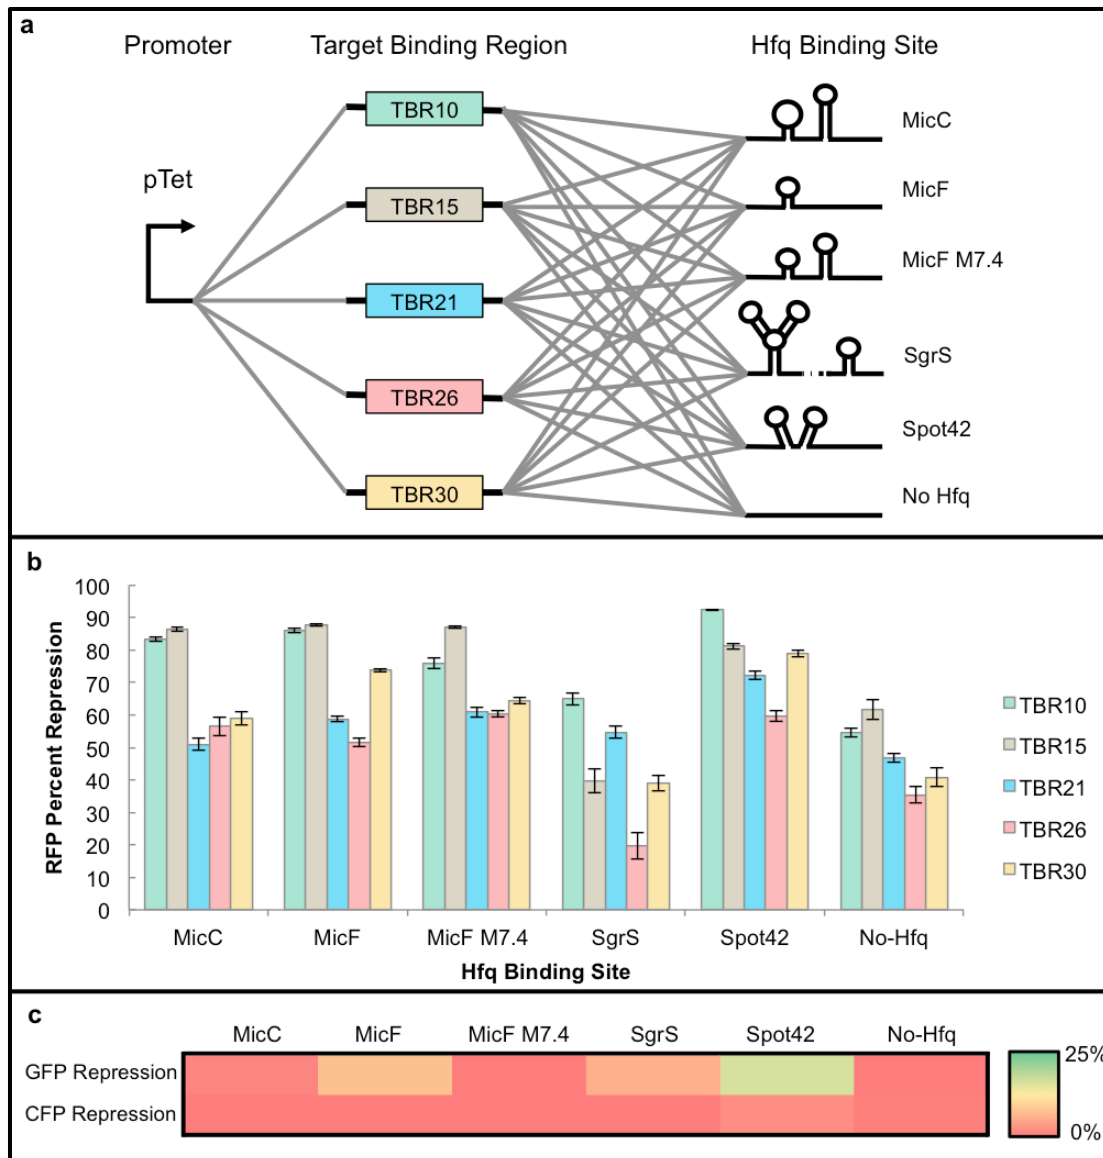 a
Promoter
Target Binding Region
Hfq Binding Site
pTet
TBR10
TBR15
TBR21
TBR26
TBR30
MicC
MicF
MicF M7.4
SgrS
Spot42
No Hfq
b
RFP Percent Repression
100
90
80
70
60
50
40
30
20
10
0
MicC MicF MicF M7.4 SgrS Spot42 No-Hfq
Hfq Binding Site
TBR10
TBR15
TBR21
TBR26
TBR30
c
MicC MicF MicF M7.4 SgrS Spot42 No-Hfq
GFP Repression
CFP Repression
25%
0%